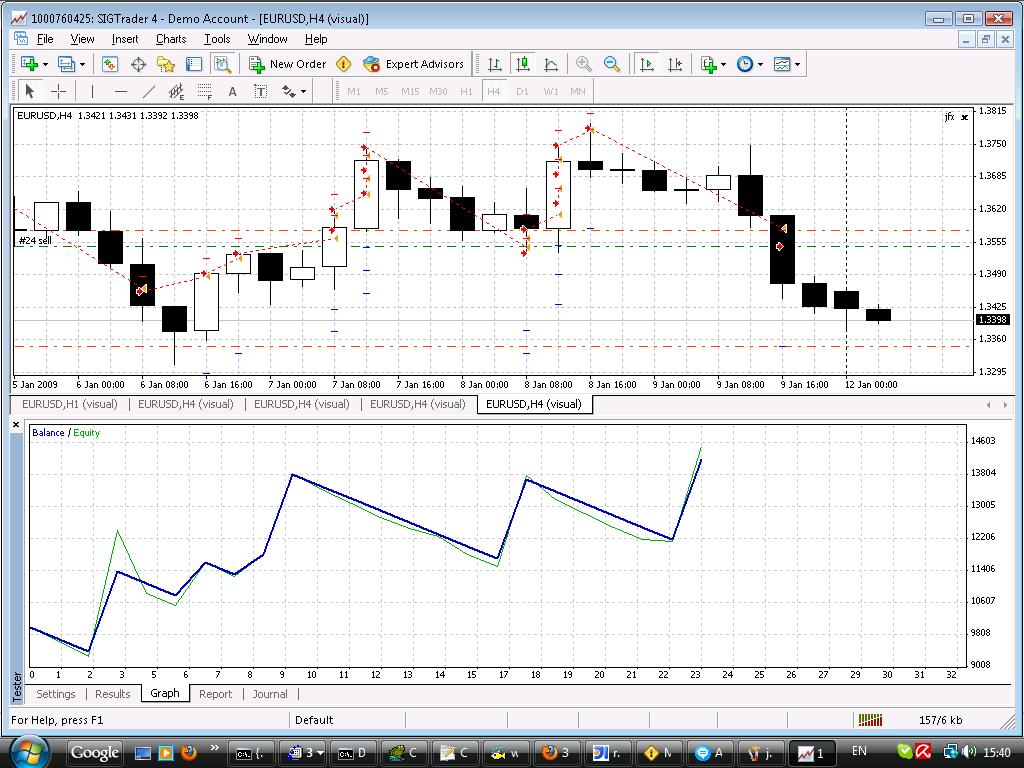 1000760425: SIGTrader 4 - Demo Account - [EURUSD,H4 (visual)]
File View Insert Charts Tools Window Help
New Order Expert Advisors
A T M1 M5 M15 M30 H1 H4 D1 W1 MN
EURUSD,H4 1.3421 1.3431 1.3392 1.3398
jfx
1.3815
1.3750
1.3685
1.3620
#24 sell
1.3555
1.3490
1.3425
1.3398
1.3360
1.3295
5 Jan 2009 6 Jan 00:00 6 Jan 08:00 6 Jan 16:00 7 Jan 00:00 7 Jan 08:00 7 Jan 16:00 8 Jan 00:00 8 Jan 08:00 8 Jan 16:00 9 Jan 00:00 9 Jan 08:00 9 Jan 16:00 12 Jan 00:00
EURUSD,H1 (visual) EURUSD,H4 (visual) EURUSD,H4 (visual) EURUSD,H4 (visual) EURUSD,H4 (visual)
Balance / Equity
14603
13804
13005
12206
11406
10607
9808
9008
0 1 2 3 5 6 7 8 9 10 11 12 13 14 15 16 17 18 19 20 21 22 23 24 25 26 27 28 29 30 31 32
Tester
Settings Results Graph Report Journal
For Help, press F1 Default 157/6 kb
Google {. 3 D C C w 3 r. M A j. 1 EN 15:40